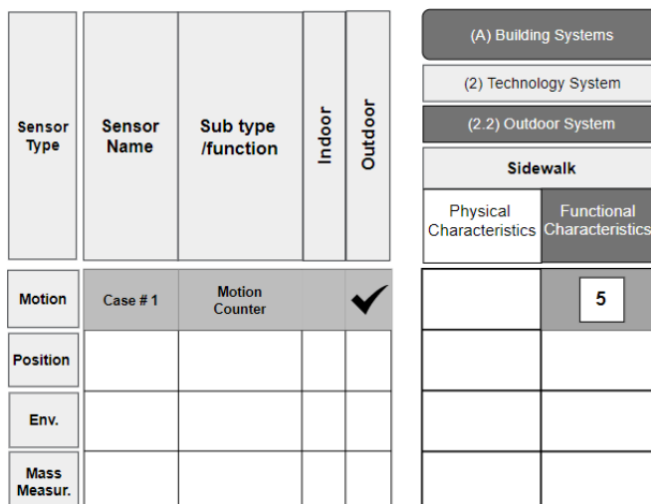 (A) Building Systems
(2) Technology System
(2.2) Outdoor System
Sensor
Type
Sensor
Name
Sub type
/function
Indoor
Outdoor
Sidewalk
Physical
Characteristics
Functional
Characteristics
Motion
Case # 1
Motion
Counter
5
Position
Env.
Mass
Measur.